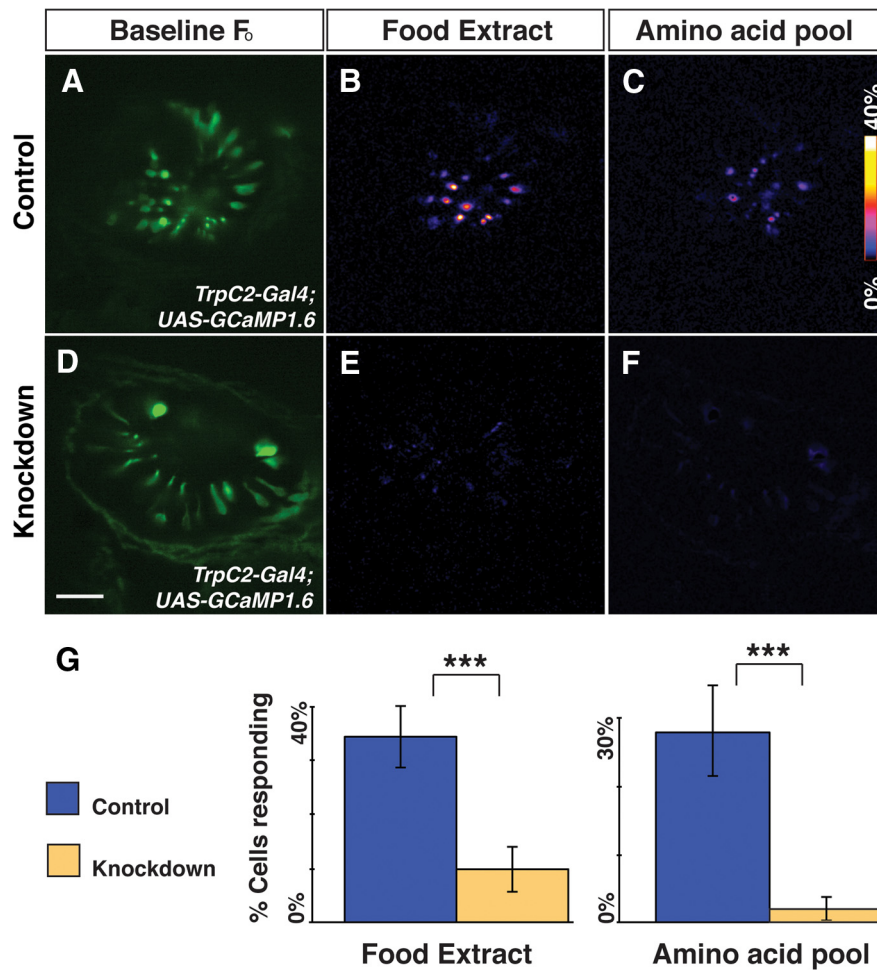 Baseline Fo
Food Extract
Amino acid pool
Control
A
B
C
40%
0%
TrpC2-Gal4;
UAS-GCaMP1.6
Knockdown
D
E
F
TrpC2-Gal4;
UAS-GCaMP1.6
G
% Cells responding
40%
0%
***
30%
0%
***
Control
Knockdown
Food Extract
Amino acid pool